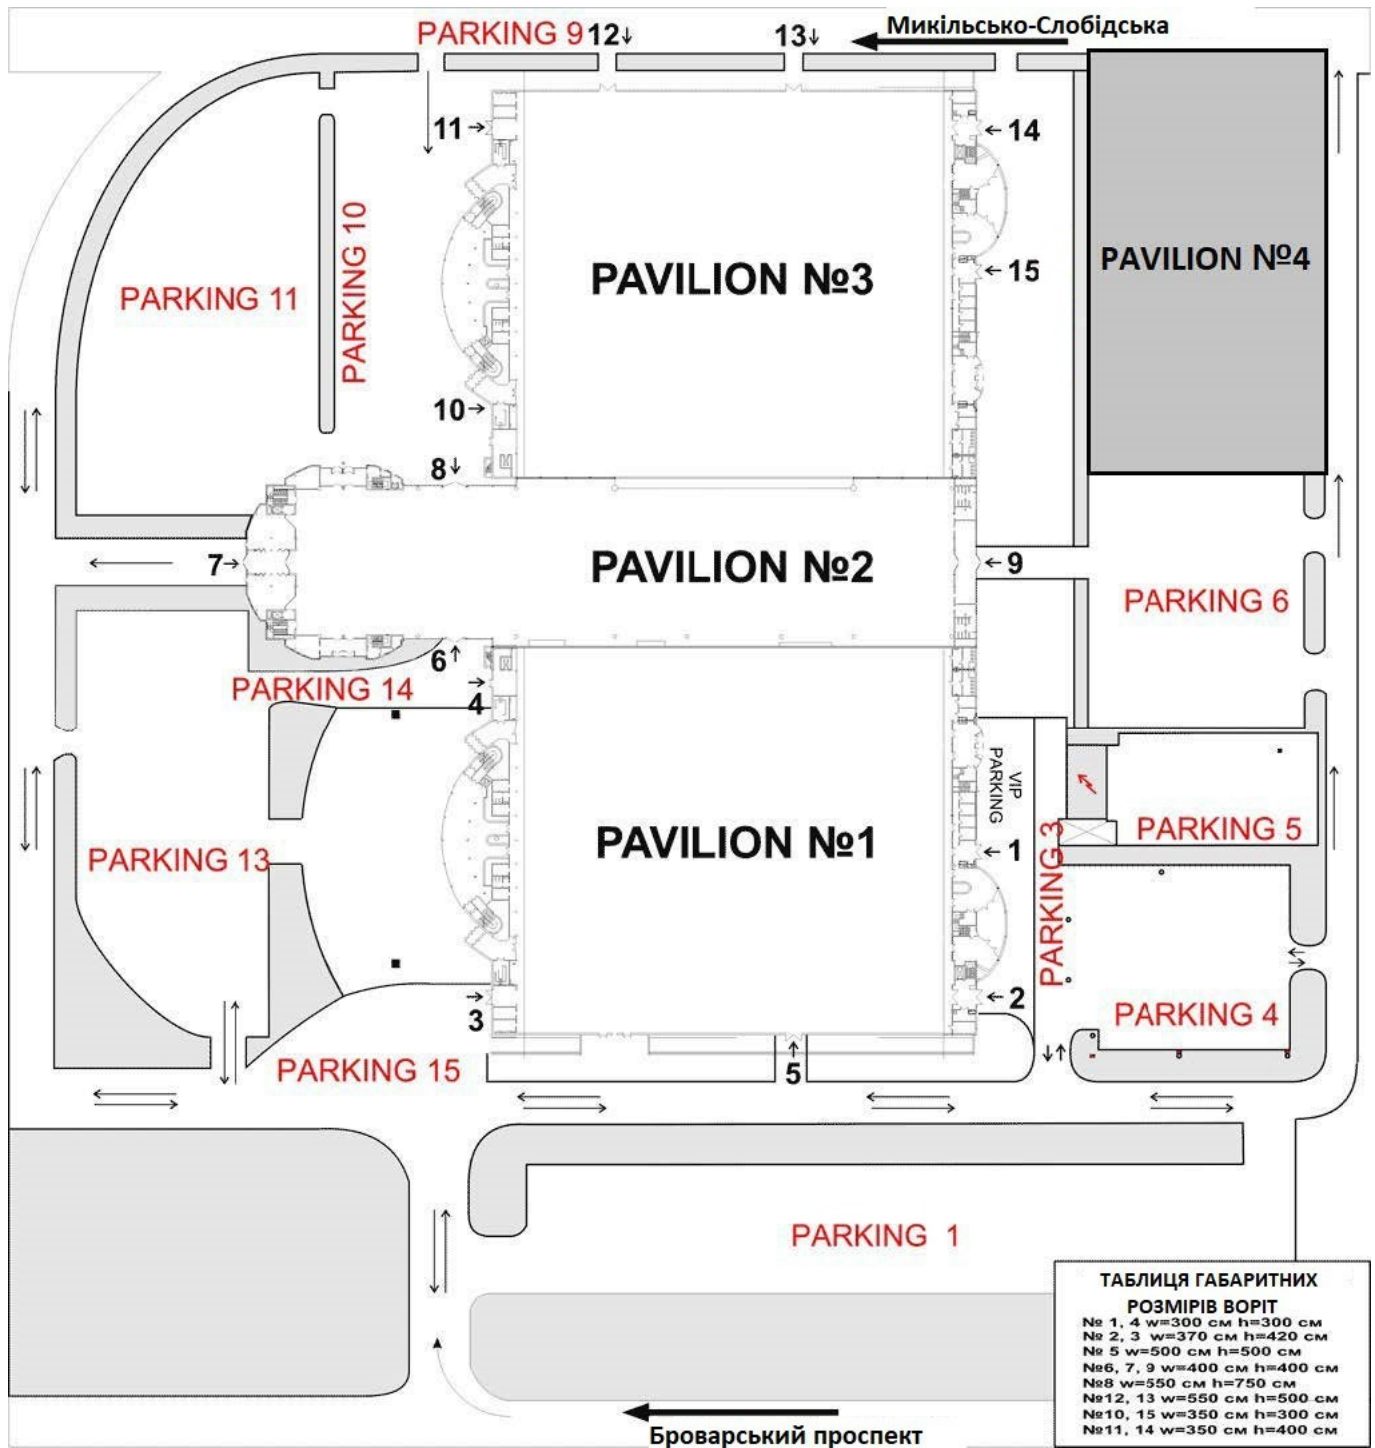 Микільсько-Слобідська
PARKING 9
12
13
11
14
PARKING 10
PAVILION №4
PARKING 11
PAVILION №3
15
10
8
7
PAVILION №2
9
PARKING 6
6
PARKING 14
4
VIP
PARKING
PARKING 13
PAVILION №1
1
PARKING 3
PARKING 5
3
2
PARKING 4
PARKING 15
5
PARKING 1
ТАБЛИЦЯ ГАБАРИТНИХ
РОЗМІРІВ ВОРІТ
№ 1, 4 w=300 см h=300 см
№ 2, 3 w=370 см h=420 см
№ 5 w=500 см h=500 см
№6, 7, 9 w=400 см h=400 см
№8 w=550 см h=750 см
№12, 13 w=550 см h=500 см
№10, 15 w=350 см h=300 см
№11, 14 w=350 см h=400 см
Броварський проспект